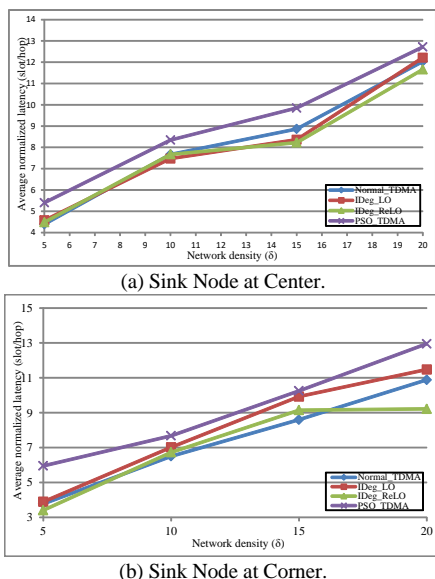 14
13
12
11
10
9
8
7
6
5
4
Average normalized latency (slot/hop)
Normal_TDMA
IDeg_LO
IDeg_ReLO
PSO_TDMA
5 6 7 8 9 10 11 12 13 14 15 16 17 18 19 20
Network density (δ)
(a) Sink Node at Center.
15
13
11
9
7
5
3
Average normalized latency (slot/hop)
Normal_TDMA
IDeg_LO
IDeg_ReLO
PSO_TDMA
5 10 15 20
Network density (δ)
(b) Sink Node at Corner.